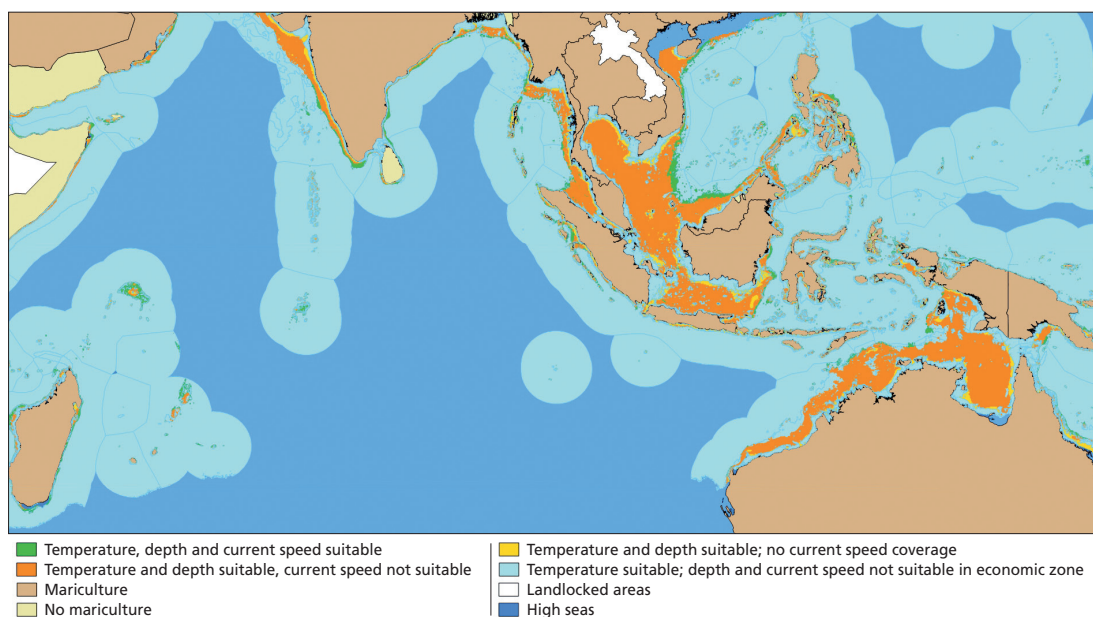 Temperature, depth and current speed suitable
Temperature and depth suitable, current speed not suitable
Mariculture
No mariculture
Temperature and depth suitable; no current speed coverage
Temperature suitable; depth and current speed not suitable in economic zone
Landlocked areas
High seas